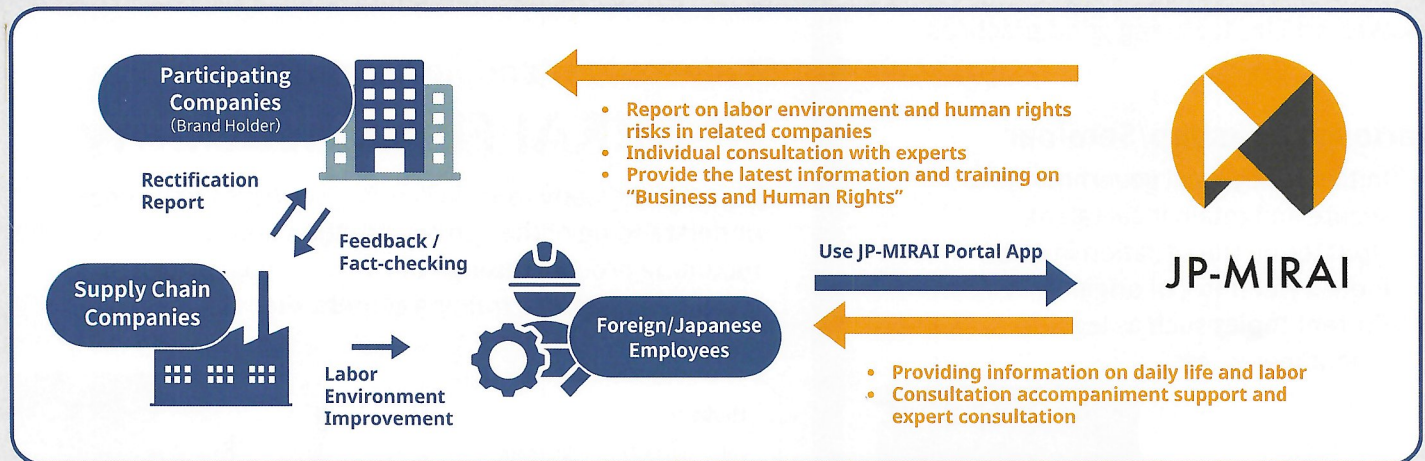 Participating
Companies
(Brand Holder)
• Report on labor environment and human rights
risks in related companies
• Individual consultation with experts
• Provide the latest information and training on
“Business and Human Rights”
Rectification
Report
Feedback /
Fact-checking
Use JP-MIRAI Portal App
JP-MIRAI
Supply Chain
Companies
Foreign/Japanese
Employees
Labor
Environment
Improvement
• Providing information on daily life and labor
• Consultation accompaniment support and
expert consultation